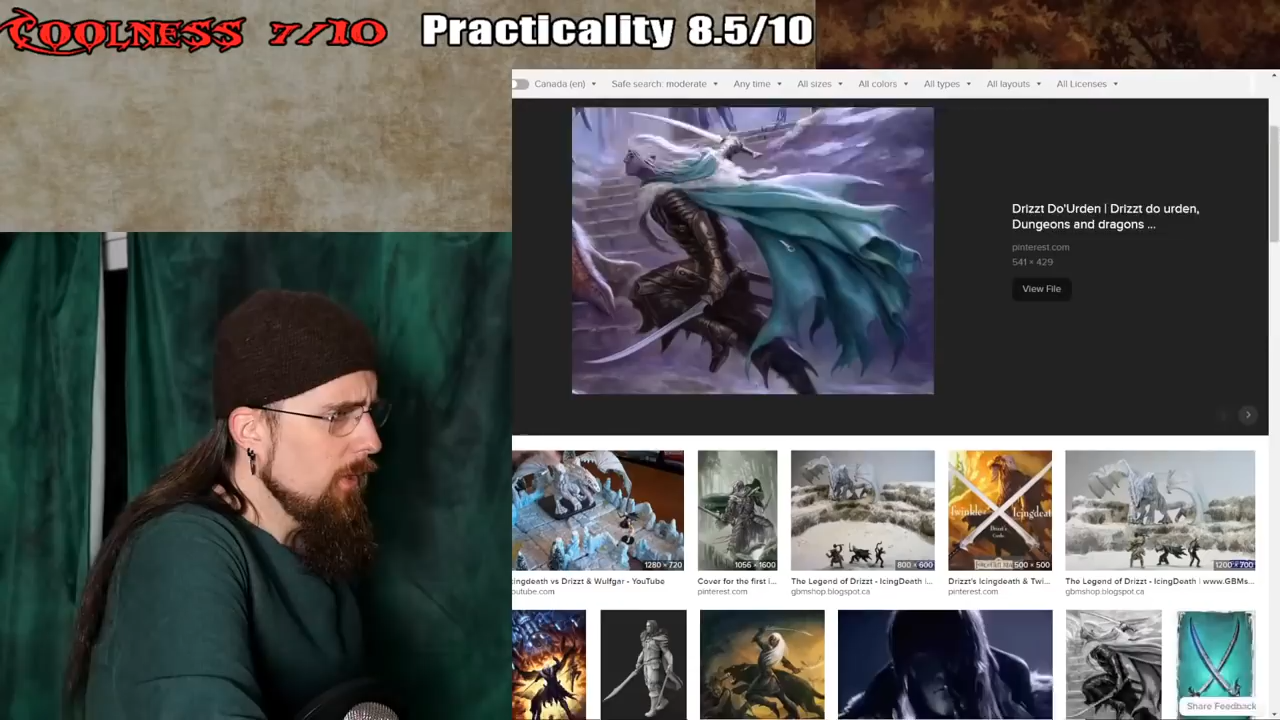 COOLNESS 7/10 Practicality 8.5/10
Canada (en) Safe search: moderate Any time All sizes All colors All types All layouts All Licenses
Drizzt Do'Urden | Drizzt do urden,
Dungeons and dragons ...
pinterest.com
541 × 429
View File
Twinkle Icingdeat
Drizzt's
1280 × 720
1056 × 1600
800 × 600
500 × 500
1200 × 700
cingdeath vs Drizzt & Wulfgar - YouTube
outube.com
Cover for the first i...
pinterest.com
The Legend of Drizzt - IcingDeath i...
gbmshop.blogspot.ca
Drizzt's Icingdeath & Twi...
pinterest.com
The Legend of Drizzt - IcingDeath | www.GBMs...
gbmshop.blogspot.ca
Share Feedback